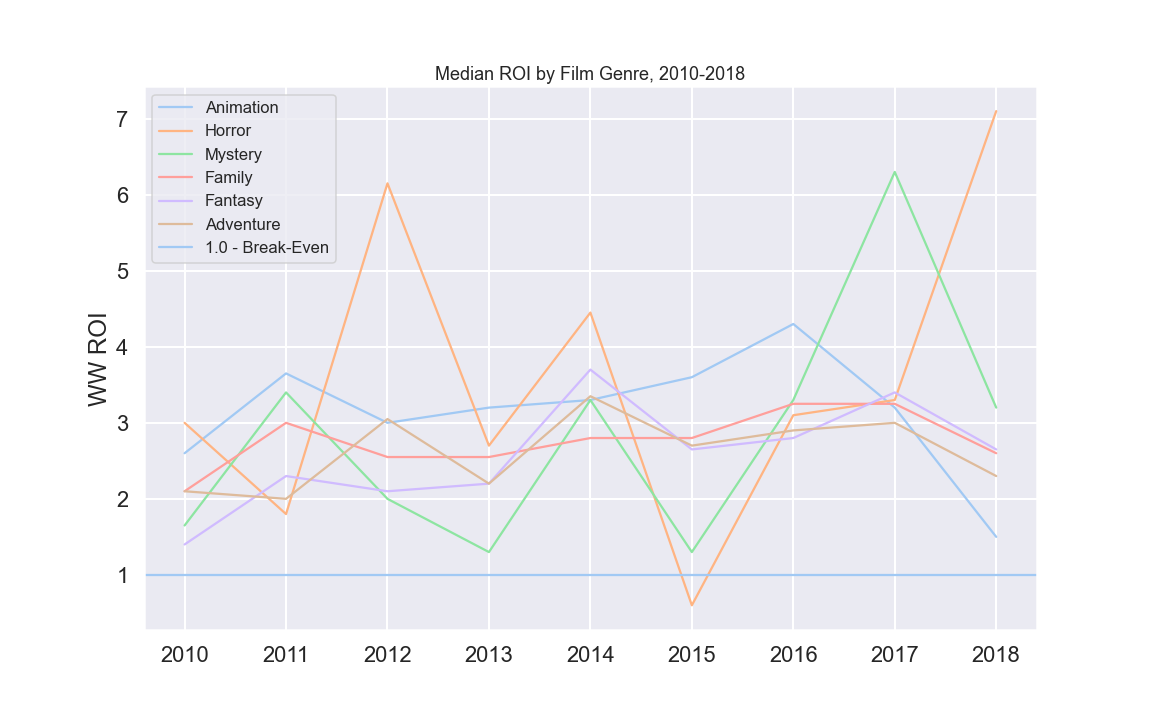 Median ROI by Film Genre, 2010-2018
Animation
Horror
Mystery
Family
Fantasy
Adventure
1.0 - Break-Even
WW ROI
7
6
5
4
3
2
1
2010 2011 2012 2013 2014 2015 2016 2017 2018